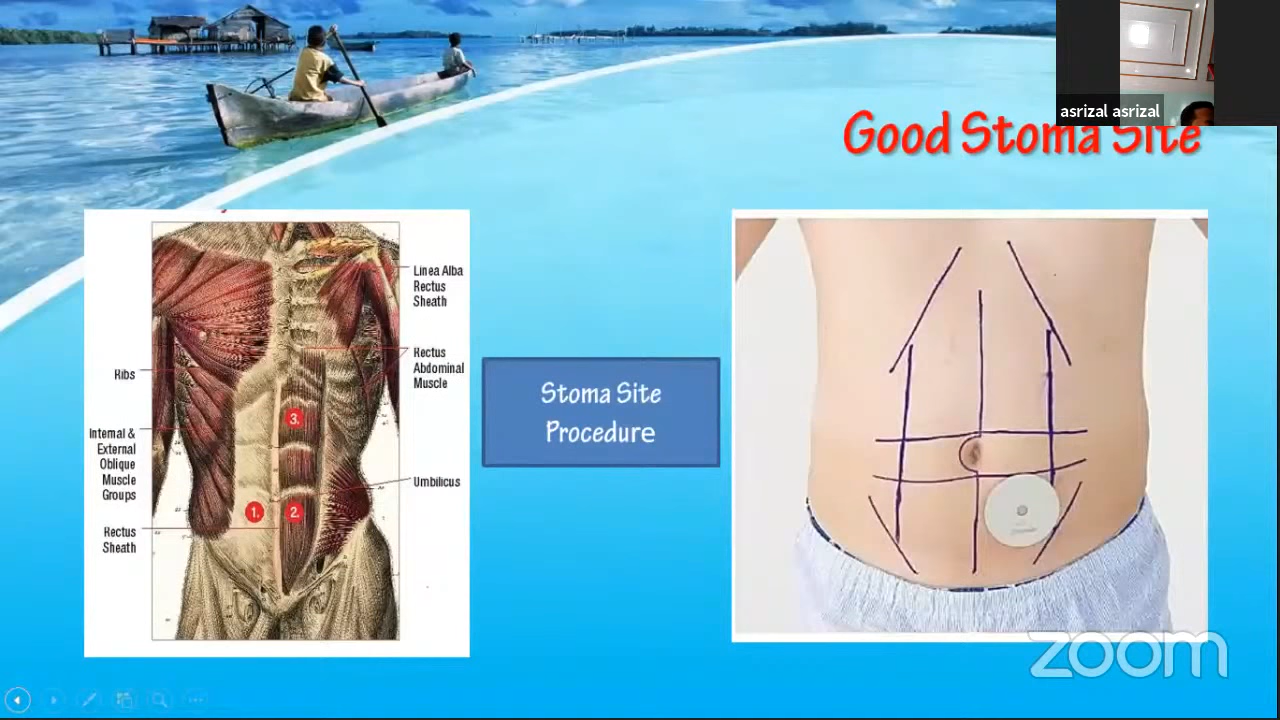 asrizal asrizal
Good Stoma Site
Linea Alba
Rectus
Sheath
Rectus
Abdominal
Muscle
Ribs
Internal &
External
Oblique
Muscle
Groups
Umbilicus
Rectus
Sheath
3.
1.
2.
Stoma Site
Procedure
zoom